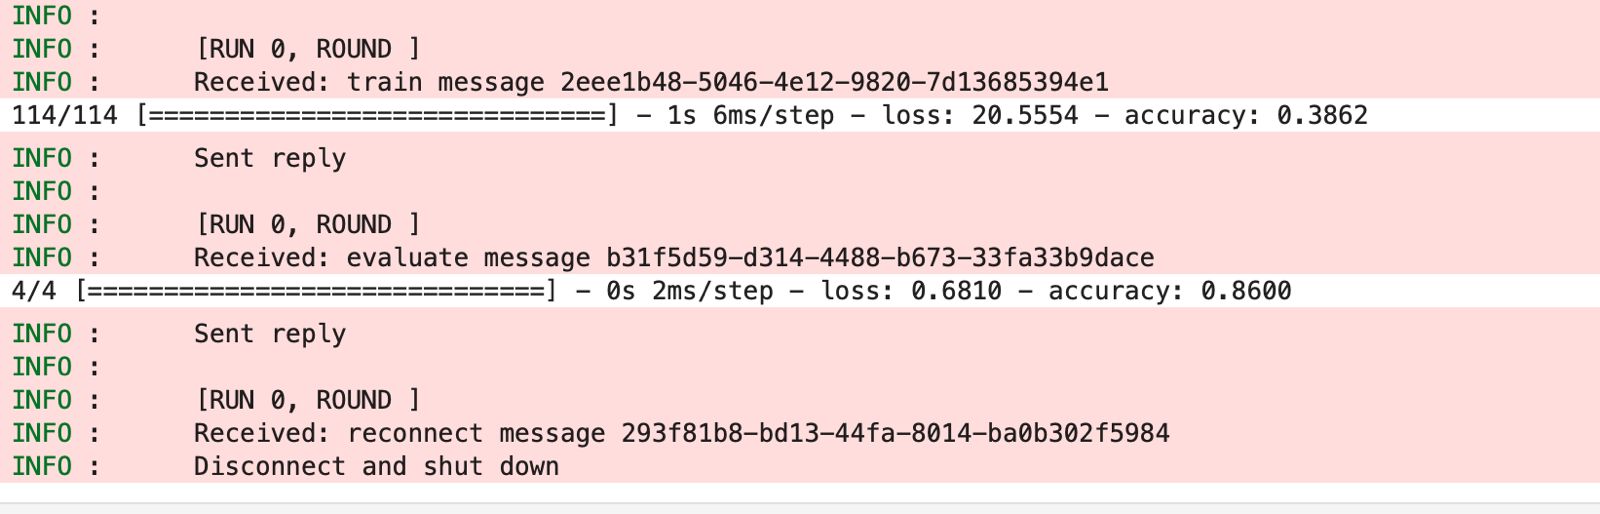 INFO :
INFO :      [RUN 0, ROUND ]
INFO :      Received: train message 2eee1b48-5046-4e12-9820-7d13685394e1
114/114 [==============================] - 1s 6ms/step - loss: 20.5554 - accuracy: 0.3862
INFO :      Sent reply
INFO :
INFO :      [RUN 0, ROUND ]
INFO :      Received: evaluate message b31f5d59-d314-4488-b673-33fa33b9dace
4/4 [==============================] - 0s 2ms/step - loss: 0.6810 - accuracy: 0.8600
INFO :      Sent reply
INFO :
INFO :      [RUN 0, ROUND ]
INFO :      Received: reconnect message 293f81b8-bd13-44fa-8014-ba0b302f5984
INFO :      Disconnect and shut down